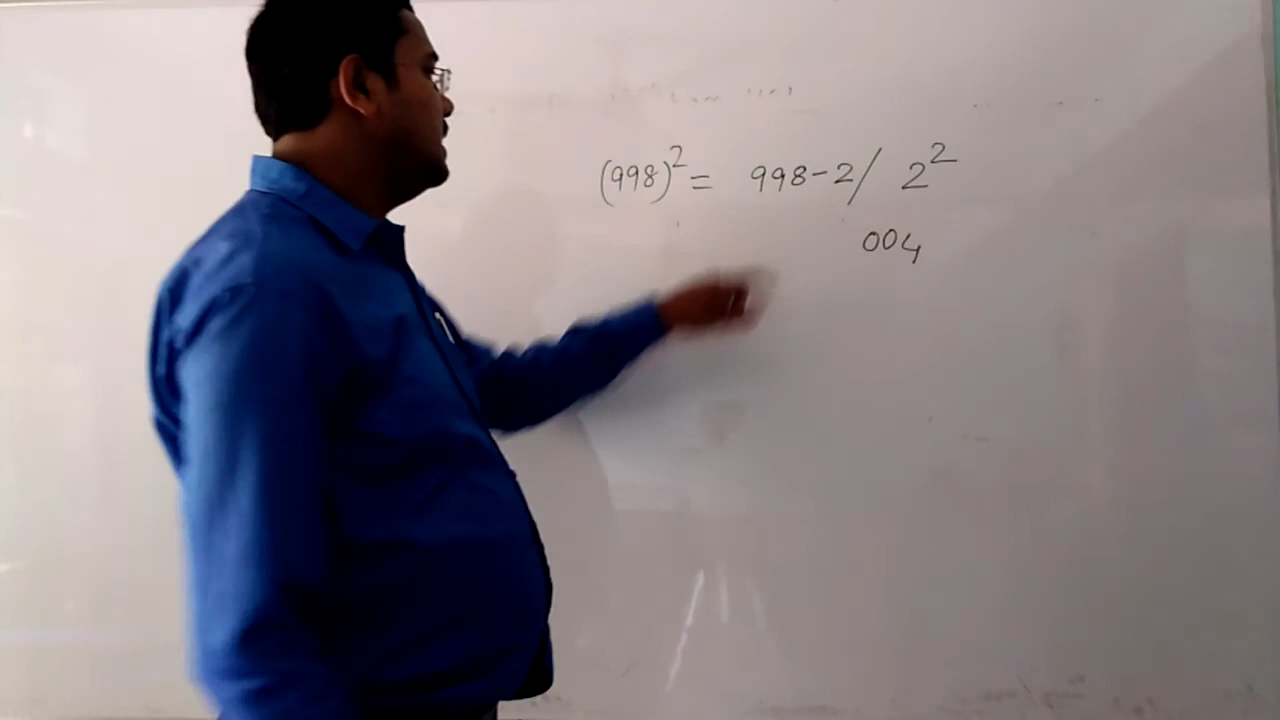 (998)² = 998-2/ 2²
004